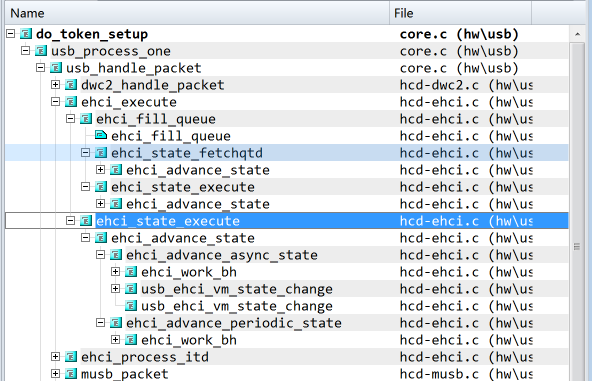 Name File
do_token_setup core.c (hw\usb)
usb_process_one core.c (hw\usb)
usb_handle_packet core.c (hw\usb)
dwc2_handle_packet hcd-dwc2.c (hw\us
ehci_execute hcd-ehci.c (hw\us
ehci_fill_queue hcd-ehci.c (hw\us
ehci_fill_queue hcd-ehci.c (hw\us
ehci_state_fetchqtd hcd-ehci.c (hw\us
ehci_advance_state hcd-ehci.c (hw\us
ehci_state_execute hcd-ehci.c (hw\us
ehci_advance_state hcd-ehci.c (hw\us
ehci_state_execute hcd-ehci.c (hw\us
ehci_advance_state hcd-ehci.c (hw\us
ehci_advance_async_state hcd-ehci.c (hw\us
ehci_work_bh hcd-ehci.c (hw\us
usb_ehci_vm_state_change hcd-ehci.c (hw\us
usb_ehci_vm_state_change hcd-ehci.c (hw\us
ehci_advance_periodic_state hcd-ehci.c (hw\us
ehci_work_bh hcd-ehci.c (hw\us
ehci_process_itd hcd-ehci.c (hw\us
musb_packet hcd-musb.c (hw\us